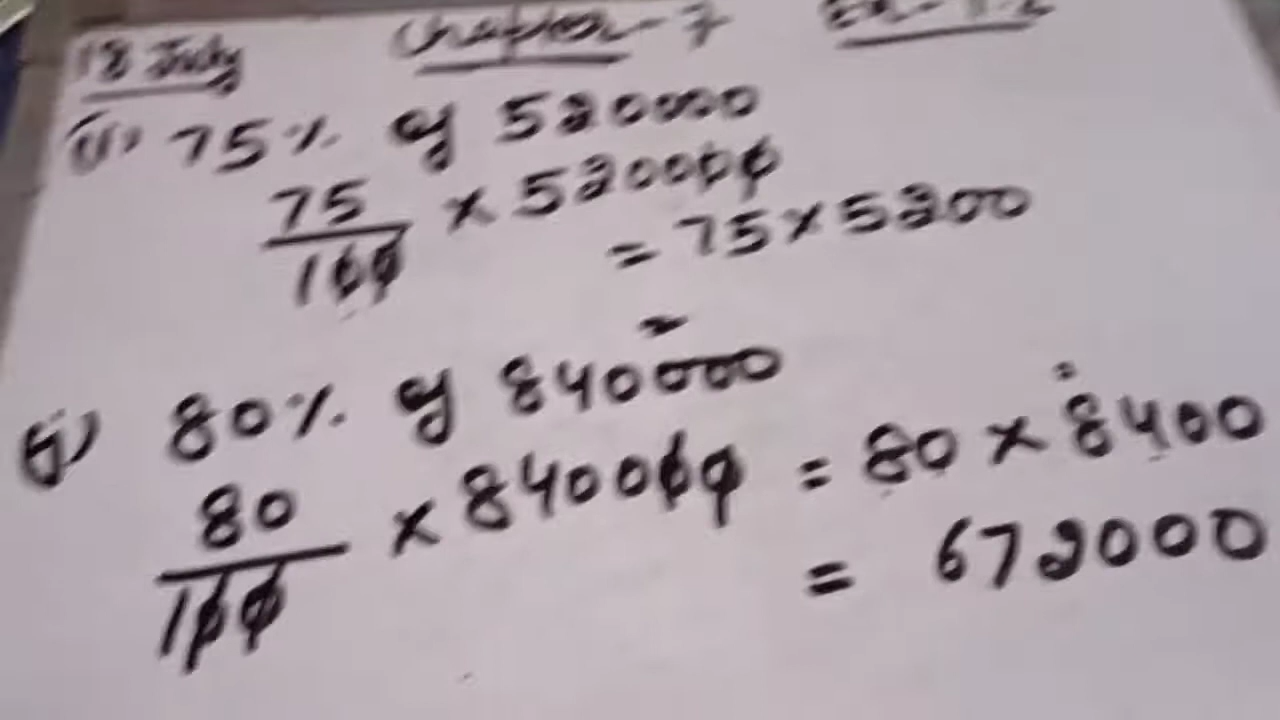 18 July Chapter-7
(i) 75% of 520000
75/100 × 520000
= 75×5200
=
(j) 80% of 840000
80/100 × 840000 = 80 × 8400
= 672000